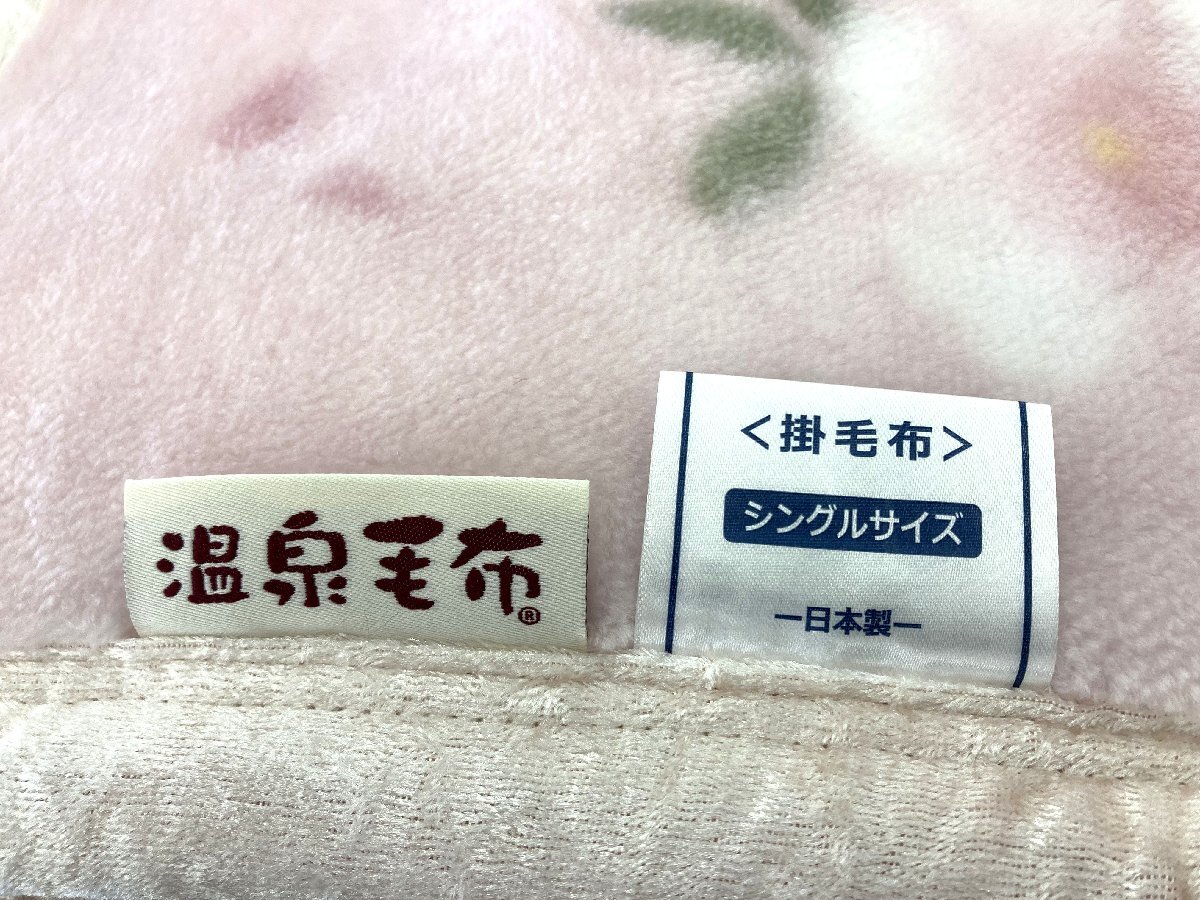 温泉毛布®
＜掛毛布＞
シングルサイズ
ー日本製ー